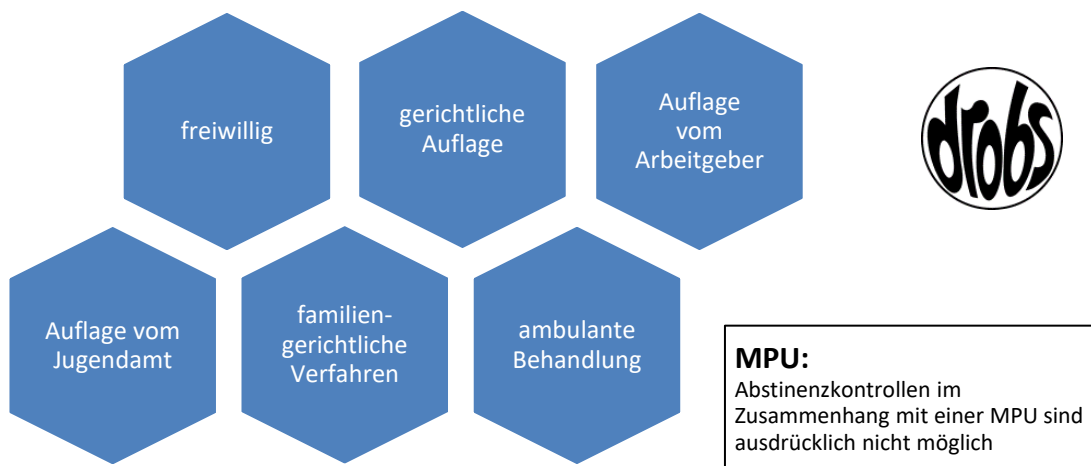 freiwillig
gerichtliche
Auflage
Auflage
vom
Arbeitgeber
drobs
Auflage vom
Jugendamt
familien-
gerichtliche
Verfahren
ambulante
Behandlung
MPU:
Abstinenzkontrollen im
Zusammenhang mit einer MPU sind
ausdrücklich nicht möglich